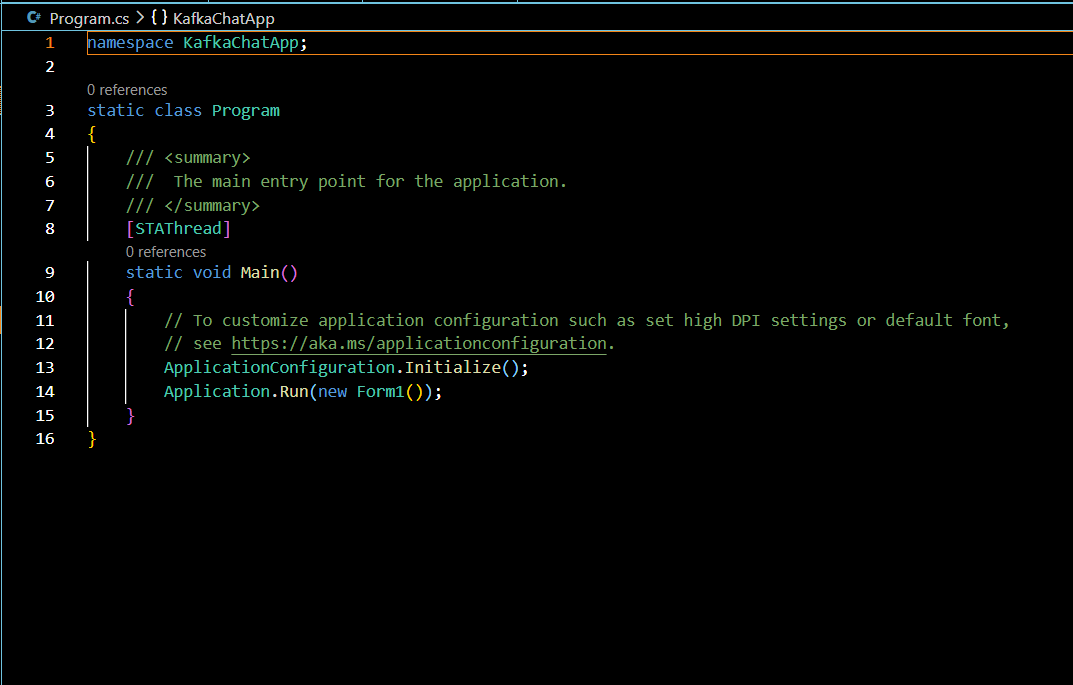 C# Program.cs > {} KafkaChatApp
1 namespace KafkaChatApp;
2
0 references
3 static class Program
4 {
5 /// <summary>
6 ///  The main entry point for the application.
7 /// </summary>
8 [STAThread]
0 references
9 static void Main()
10 {
11 // To customize application configuration such as set high DPI settings or default font,
12 // see https://aka.ms/applicationconfiguration.
13 ApplicationConfiguration.Initialize();
14 Application.Run(new Form1());
15 }
16 }